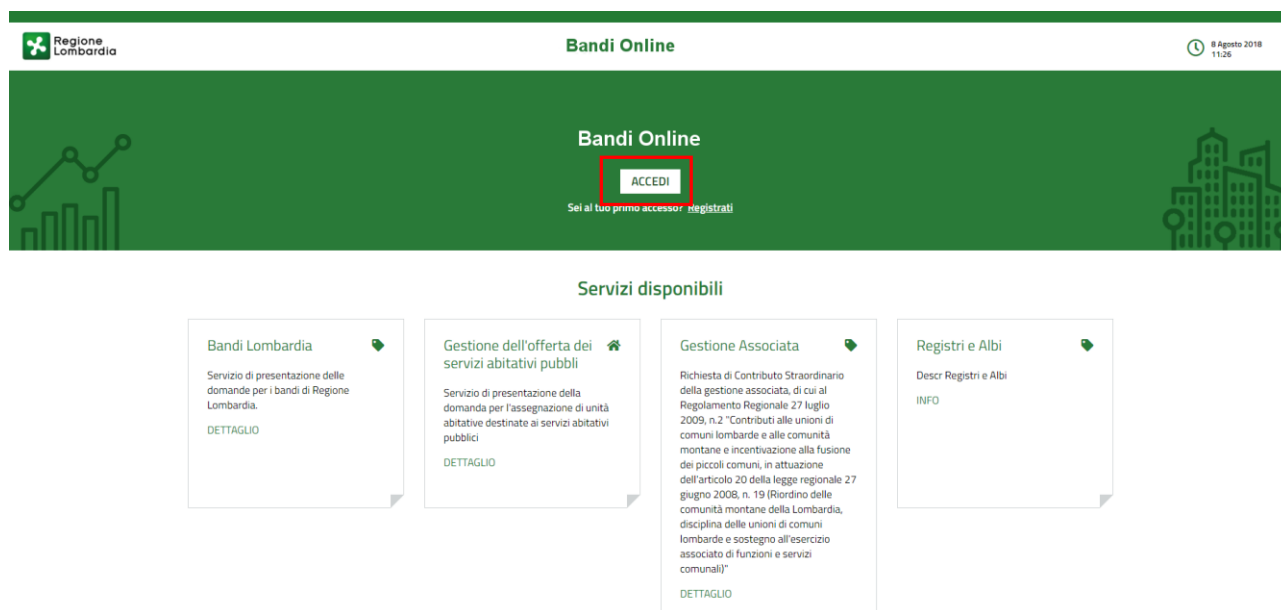 Regione
Lombardia
Bandi Online
8 Agosto 2018
11:26
Bandi Online
ACCEDI
Sei al tuo primo accesso? Registrati
Servizi disponibili
Bandi Lombardia
Servizio di presentazione delle
domande per i bandi di Regione
Lombardia.
DETTAGLIO
Gestione dell'offerta dei
servizi abitativi pubbli
Servizio di presentazione della
domanda per l'assegnazione di unità
abitative destinate ai servizi abitativi
pubblici
DETTAGLIO
Gestione Associata
Richiesta di Contributo Straordinario
della gestione associata, di cui al
Regolamento Regionale 27 luglio
2009, n.2 "Contributi alle unioni di
comuni lombarde e alle comunità
montane e incentivazione alla fusione
dei piccoli comuni, in attuazione
dell'articolo 20 della legge regionale 27
giugno 2008, n. 19 (Riordino delle
comunità montane della Lombardia,
disciplina delle unioni di comuni
lombarde e sostegno all'esercizio
associato di funzioni e servizi
comunali)"
DETTAGLIO
Registri e Albi
Descr Registri e Albi
INFO